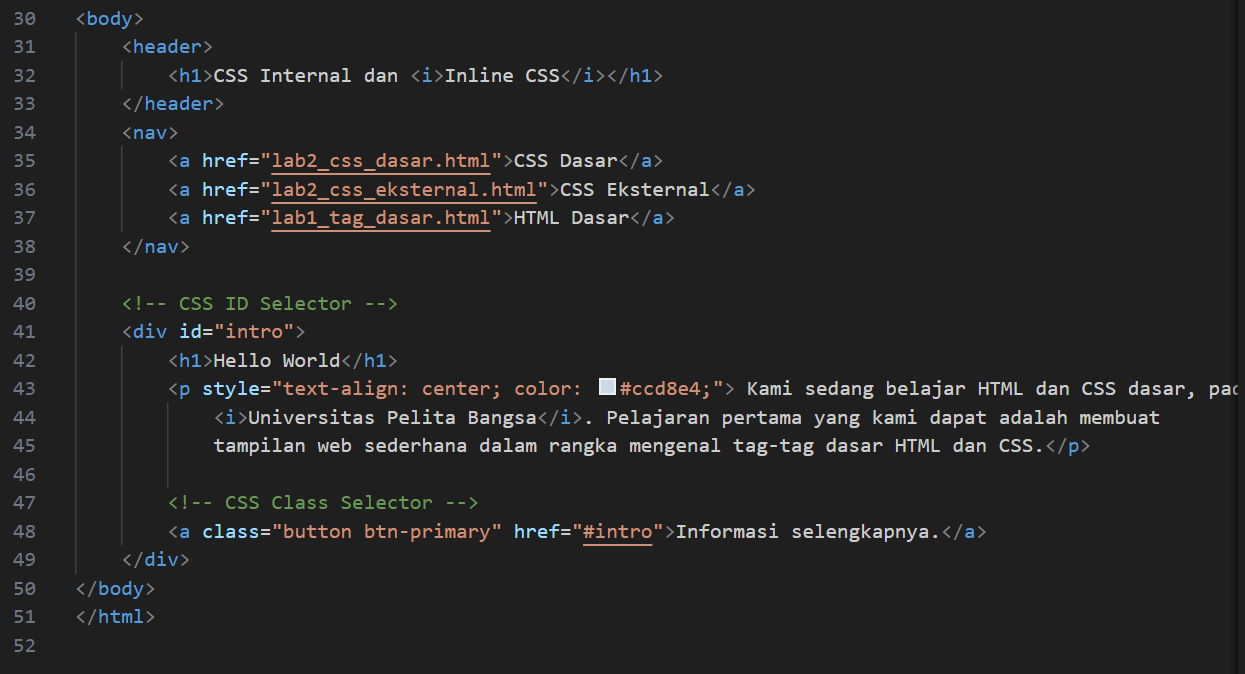 30 <body>
31     <header>
32         <h1>CSS Internal dan <i>Inline CSS</i></h1>
33     </header>
34     <nav>
35         <a href="lab2_css_dasar.html">CSS Dasar</a>
36         <a href="lab2_css_eksternal.html">CSS Eksternal</a>
37         <a href="lab1_tag_dasar.html">HTML Dasar</a>
38     </nav>
39
40     <!-- CSS ID Selector -->
41     <div id="intro">
42         <h1>Hello World</h1>
43         <p style="text-align: center; color: #ccd8e4;"> Kami sedang belajar HTML dan CSS dasar,
44             <i>Universitas Pelita Bangsa</i>. Pelajaran pertama yang kami dapat adalah membuat
45             tampilan web sederhana dalam rangka mengenal tag-tag dasar HTML dan CSS.</p>
46
47         <!-- CSS Class Selector -->
48         <a class="button btn-primary" href="#intro">Informasi selengkapnya.</a>
49     </div>
50 </body>
51 </html>
52